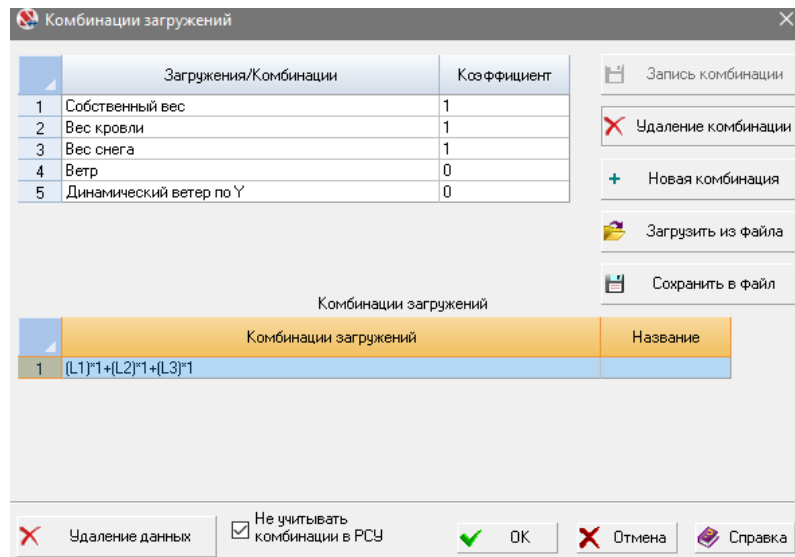 Комбинации загружений
Загружения/Комбинации Коэффициент
1 Собственный вес 1
2 Вес кровли 1
3 Вес снега 1
4 Ветр 0
5 Динамический ветер по Y 0
Запись комбинации
Удаление комбинации
Новая комбинация
Загрузить из файла
Сохранить в файл
Комбинации загружений
Комбинации загружений Название
1 (L1)*1+(L2)*1+(L3)*1
Удаление данных
Не учитывать
комбинации в РСУ
OK
Отмена
Справка